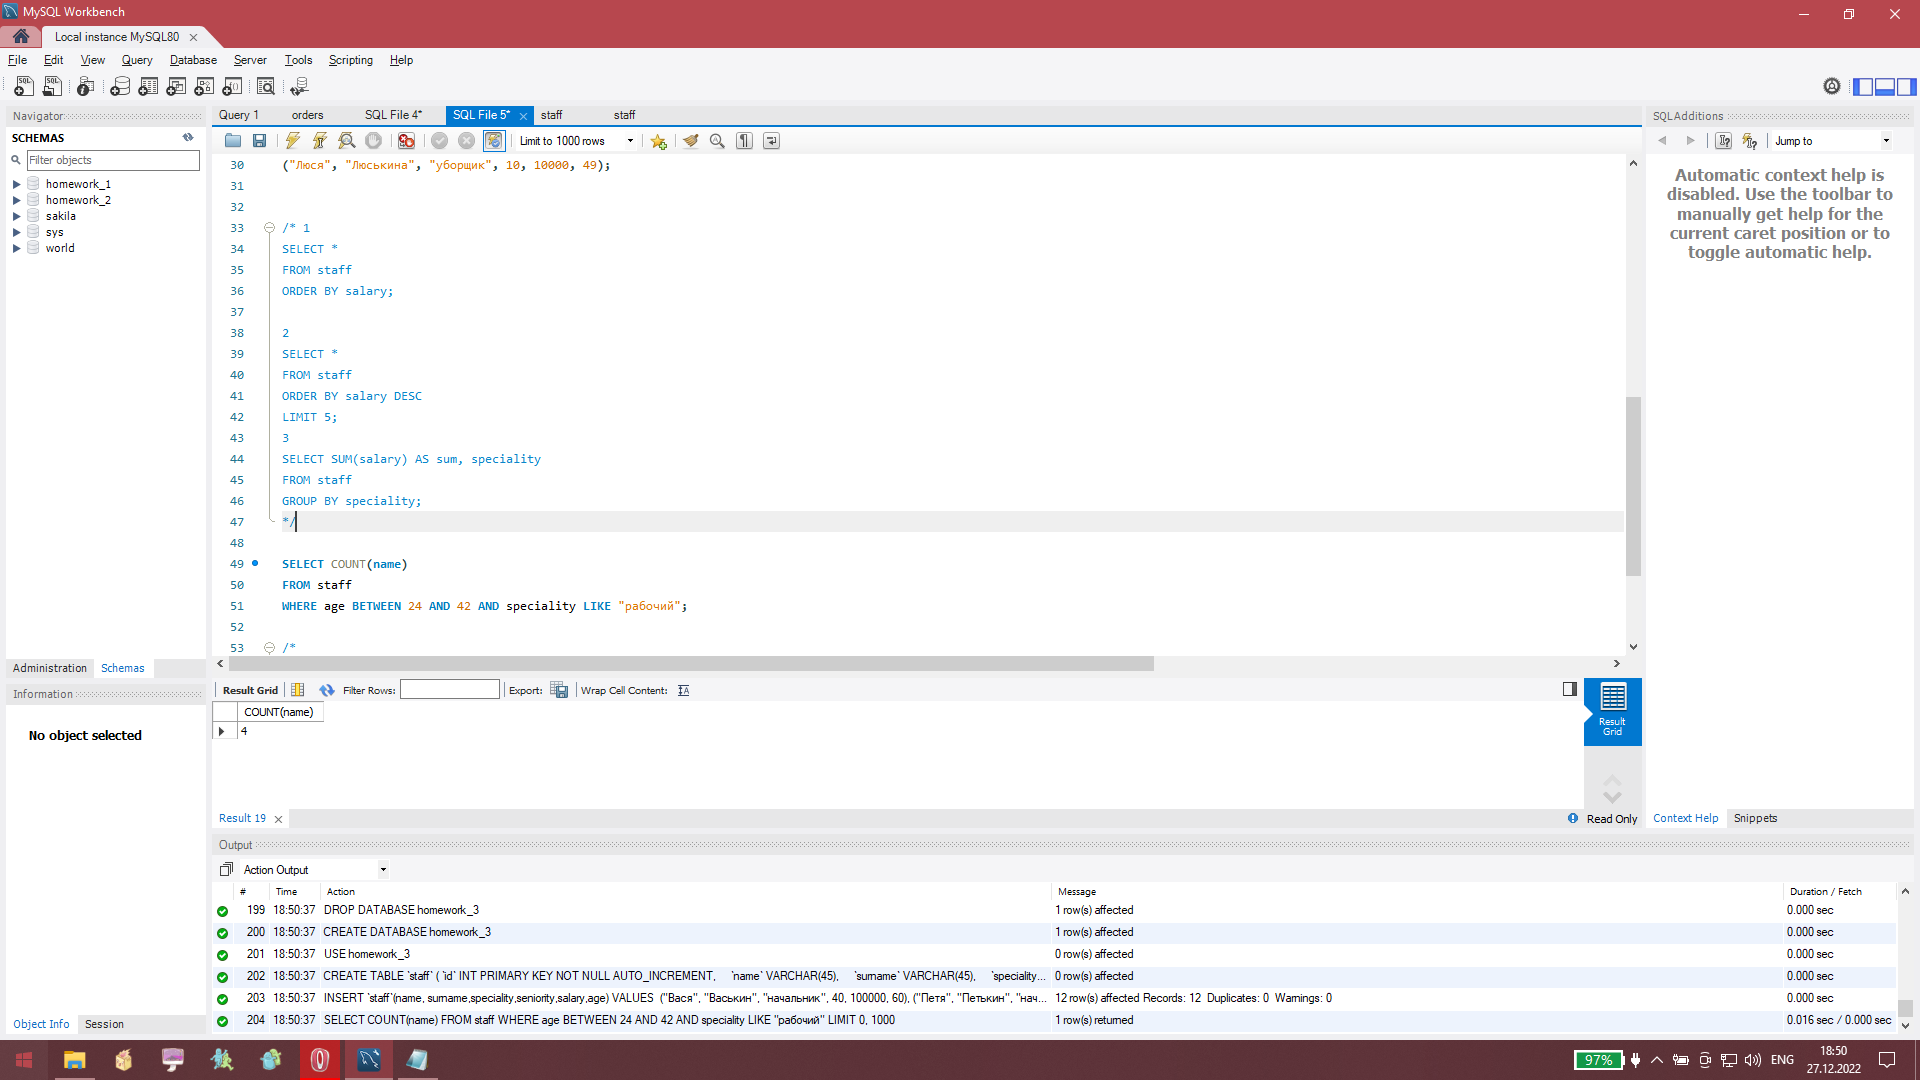 MySQL Workbench
Local instance MySQL80
File Edit View Query Database Server Tools Scripting Help
Navigator
SCHEMAS
Filter objects
homework_1
homework_2
sakila
sys
world
Administration Schemas
Information
No object selected
Object Info Session
Query 1 orders SQL File 4* SQL File 5* staff staff
Limit to 1000 rows
30 ("Люся", "Люськина", "уборщик", 10, 10000, 49);
31
32
33 /* 1
34 SELECT *
35 FROM staff
36 ORDER BY salary;
37
38 2
39 SELECT *
40 FROM staff
41 ORDER BY salary DESC
42 LIMIT 5;
43 3
44 SELECT SUM(salary) AS sum, speciality
45 FROM staff
46 GROUP BY speciality;
47 */
48
49 SELECT COUNT(name)
50 FROM staff
51 WHERE age BETWEEN 24 AND 42 AND speciality LIKE "рабочий";
52
53 /*
Result Grid Filter Rows: Export: Wrap Cell Content:
COUNT(name)
4
Result Grid
Result 19
Read Only
SQLAdditions
Jump to
Automatic context help is
disabled. Use the toolbar to
manually get help for the
current caret position or to
toggle automatic help.
Context Help Snippets
Output
Action Output
# Time Action Message Duration / Fetch
199 18:50:37 DROP DATABASE homework_3 1 row(s) affected 0.000 sec
200 18:50:37 CREATE DATABASE homework_3 1 row(s) affected 0.000 sec
201 18:50:37 USE homework_3 0 row(s) affected 0.000 sec
202 18:50:37 CREATE TABLE `staff` ( `id` INT PRIMARY KEY NOT NULL AUTO_INCREMENT, `name` VARCHAR(45), `surname` VARCHAR(45), `speciality... 0 row(s) affected 0.000 sec
203 18:50:37 INSERT `staff`(name, surname,speciality,seniority,salary,age) VALUES ("Вася", "Васькин", "начальник", 40, 100000, 60), ("Петя", "Петькин", "нач... 12 row(s) affected Records: 12 Duplicates: 0 Warnings: 0 0.000 sec
204 18:50:37 SELECT COUNT(name) FROM staff WHERE age BETWEEN 24 AND 42 AND speciality LIKE "рабочий" LIMIT 0, 1000 1 row(s) returned 0.016 sec / 0.000 sec
97% ENG 18:50
27.12.2022